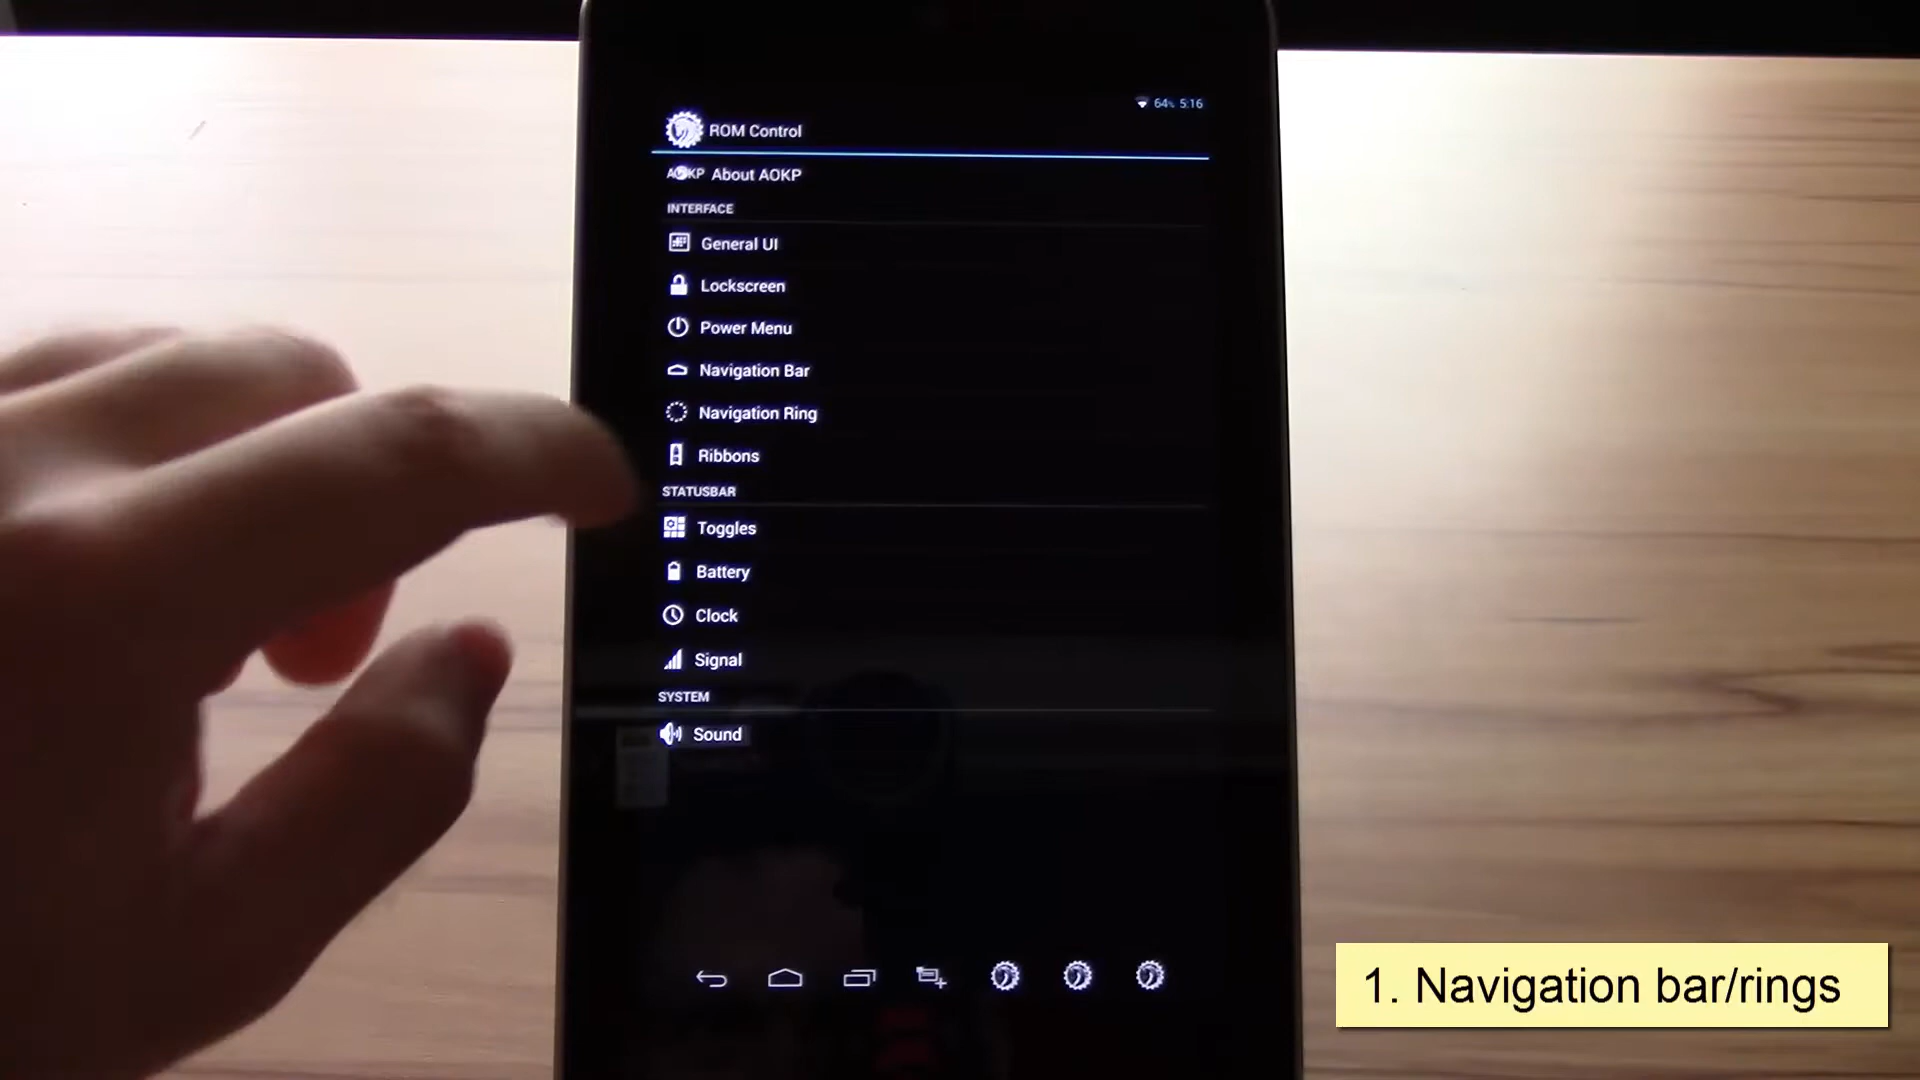 64% 5:16
ROM Control
AOKP About AOKP
INTERFACE
General UI
Lockscreen
Power Menu
Navigation Bar
Navigation Ring
Ribbons
STATUSBAR
Toggles
Battery
Clock
Signal
SYSTEM
Sound
1. Navigation bar/rings